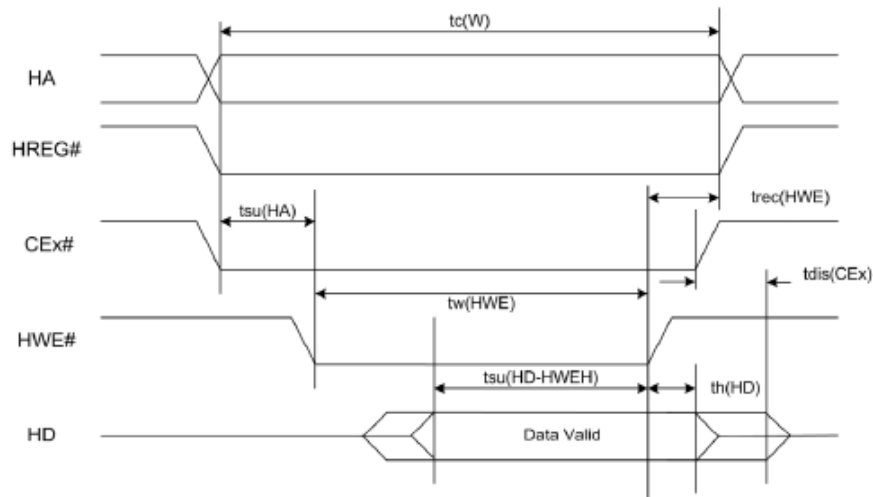 tc(W)
HA
HREG#
tsu(HA)
trec(HWE)
CEx#
tdis(CEx)
tw(HWE)
HWE#
tsu(HD-HWEH)
th(HD)
HD
Data Valid